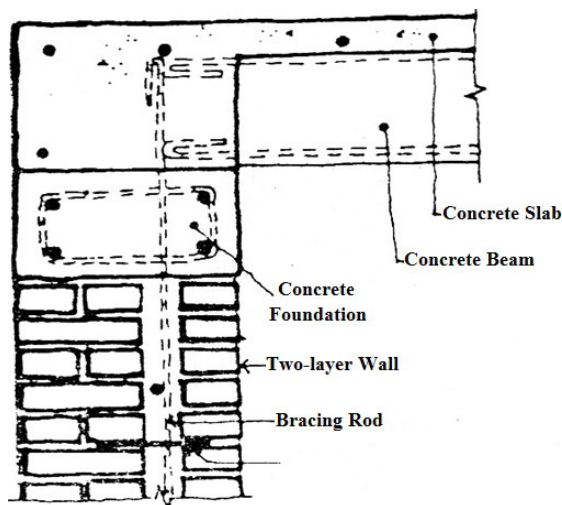 Concrete Slab
Concrete Beam
Concrete
Foundation
Two-layer Wall
Bracing Rod